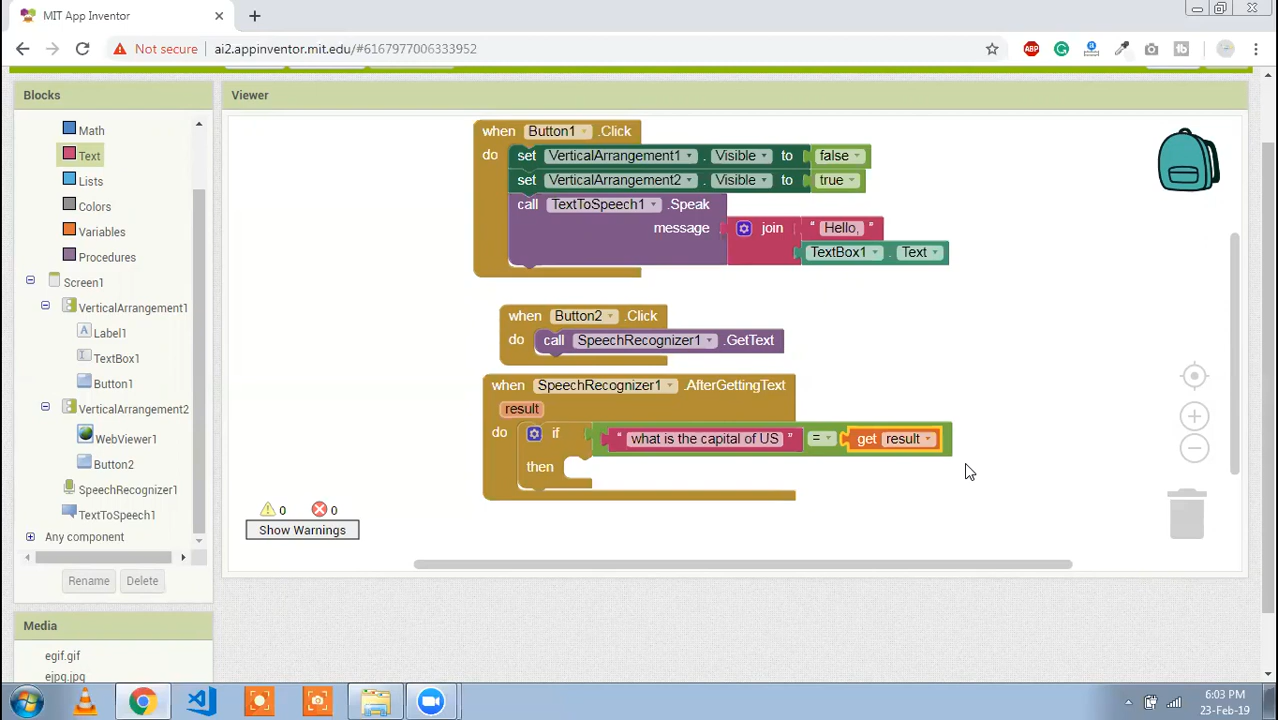 MIT App Inventor
Not secure
ai2.appinventor.mit.edu/#6167977006333952
ABP
Blocks
Viewer
Math
Text
Lists
Colors
Variables
Procedures
Screen1
VerticalArrangement1
Label1
TextBox1
Button1
VerticalArrangement2
WebViewer1
Button2
SpeechRecognizer1
TextToSpeech1
Any component
Rename
Delete
Media
egif.gif
ejpg.jpg
when Button1 .Click
do set VerticalArrangement1 . Visible to false
set VerticalArrangement2 . Visible to true
call TextToSpeech1 .Speak
message join " Hello, "
TextBox1 . Text
when Button2 .Click
do call SpeechRecognizer1 .GetText
when SpeechRecognizer1 .AfterGettingText
result
do if " what is the capital of US " = get result
then
0 0
Show Warnings
6:03 PM
23-Feb-19